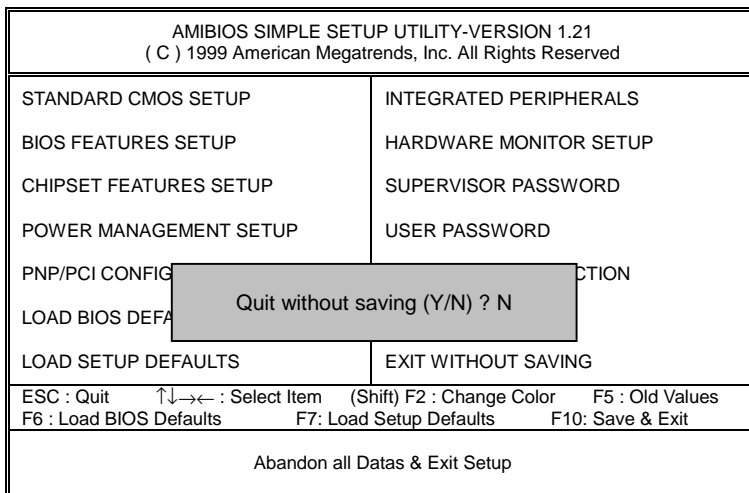 AMIBIOS SIMPLE SETUP UTILITY-VERSION 1.21
( C ) 1999 American Megatrends, Inc. All Rights Reserved
STANDARD CMOS SETUP
BIOS FEATURES SETUP
CHIPSET FEATURES SETUP
POWER MANAGEMENT SETUP
PNP/PCI
LOAD BIOS
LOAD SETUP DEFAULTS
INTEGRATED PERIPHERALS
HARDWARE MONITOR SETUP
SUPERVISOR PASSWORD
USER PASSWORD
EXIT WITHOUT SAVING
Quit without saving (Y/N) ? N
ESC : Quit ↑↓→← : Select Item (Shift) F2 : Change Color F5 : Old Values
F6 : Load BIOS Defaults F7: Load Setup Defaults F10: Save & Exit
Abandon all Datas & Exit Setup